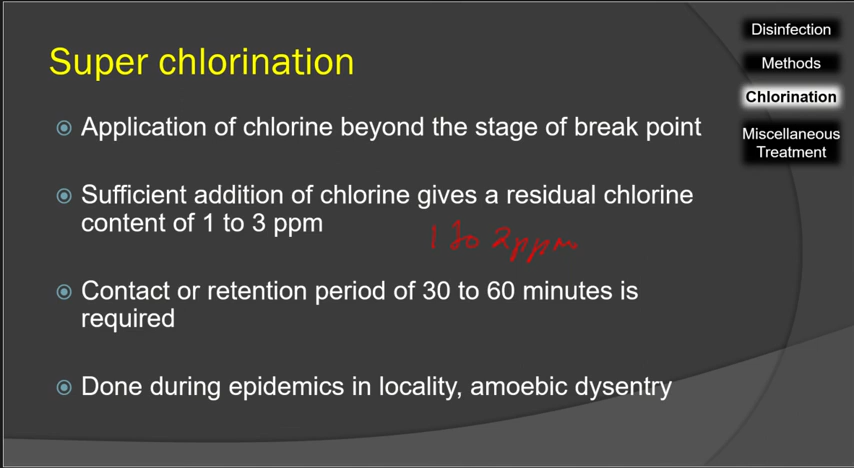 Super chlorination
Application of chlorine beyond the stage of break point
Sufficient addition of chlorine gives a residual chlorine
content of 1 to 3 ppm
1 to 2ppm
Contact or retention period of 30 to 60 minutes is
required
Done during epidemics in locality, amoebic dysentry
Disinfection
Methods
Chlorination
Miscellaneous
Treatment